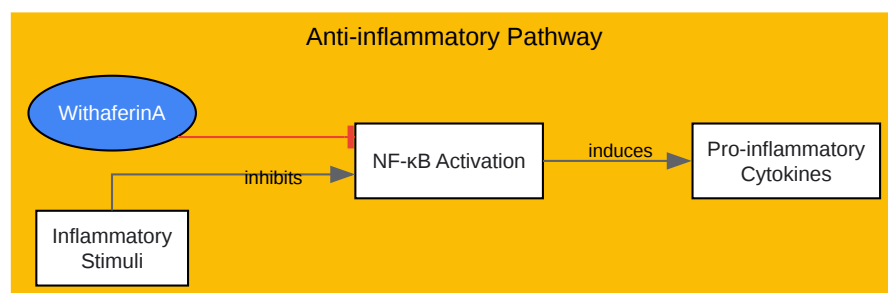 Anti-inflammatory Pathway
WithaferinA
NF-κB Activation
induces
Pro-inflammatory
Cytokines
inhibits
Inflammatory
Stimuli